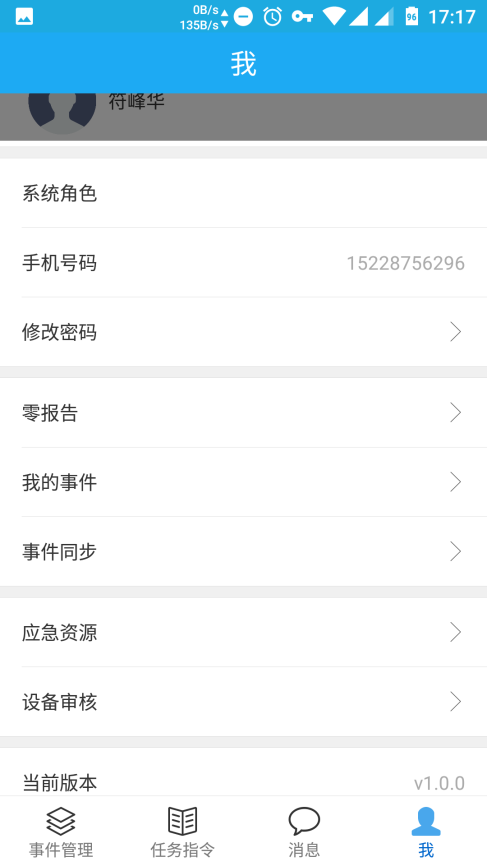 0B/s
135B/s
96
17:17
我
符峰华
系统角色
手机号码 15228756296
修改密码
零报告
我的事件
事件同步
应急资源
设备审核
当前版本 v1.0.0
事件管理 任务指令 消息 我